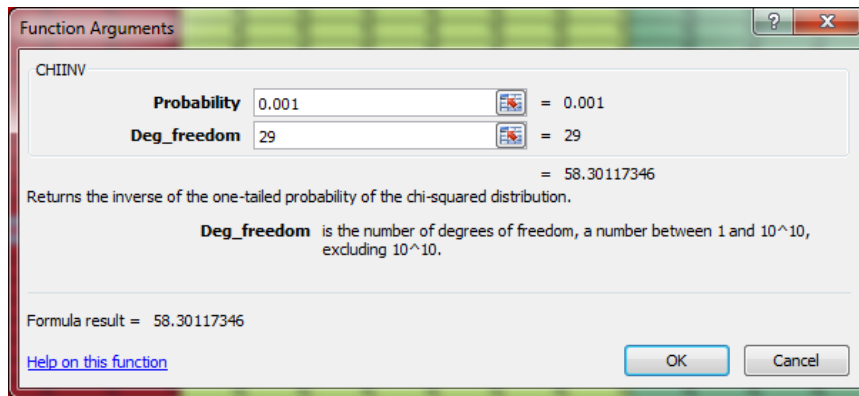 Function Arguments
CHIINV
Probability 0.001 = 0.001
Deg_freedom 29 = 29
= 58.30117346
Returns the inverse of the one-tailed probability of the chi-squared distribution.
Deg_freedom is the number of degrees of freedom, a number between 1 and 10^10,
excluding 10^10.
Formula result = 58.30117346
Help on this function
OK Cancel